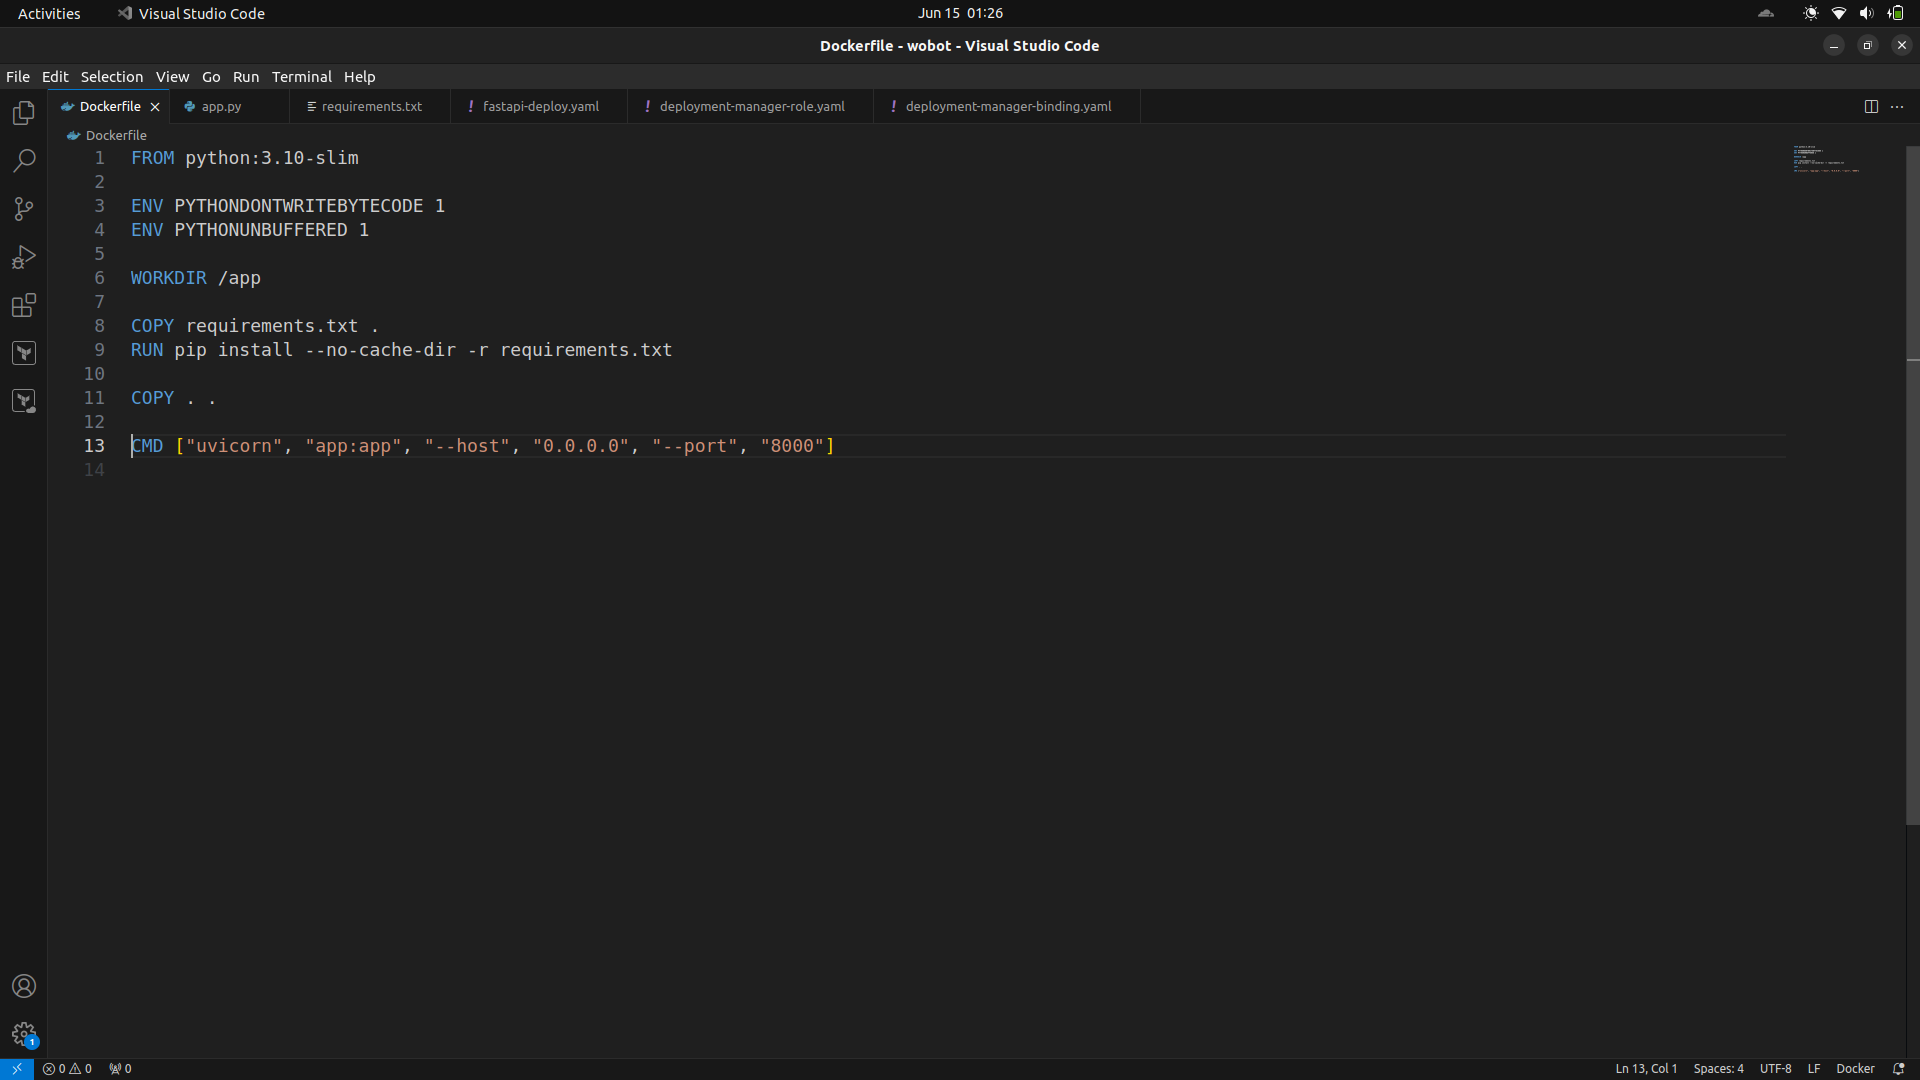 Activities Visual Studio Code Jun 15 01:26
Dockerfile - wobot - Visual Studio Code
File Edit Selection View Go Run Terminal Help
Dockerfile app.py requirements.txt ! fastapi-deploy.yaml ! deployment-manager-role.yaml ! deployment-manager-binding.yaml
Dockerfile
1 FROM python:3.10-slim
2
3 ENV PYTHONDONTWRITEBYTECODE 1
4 ENV PYTHONUNBUFFERED 1
5
6 WORKDIR /app
7
8 COPY requirements.txt .
9 RUN pip install --no-cache-dir -r requirements.txt
10
11 COPY . .
12
13 CMD ["uvicorn", "app:app", "--host", "0.0.0.0", "--port", "8000"]
14
1
0 0 0 Ln 13, Col 1 Spaces: 4 UTF-8 LF Docker